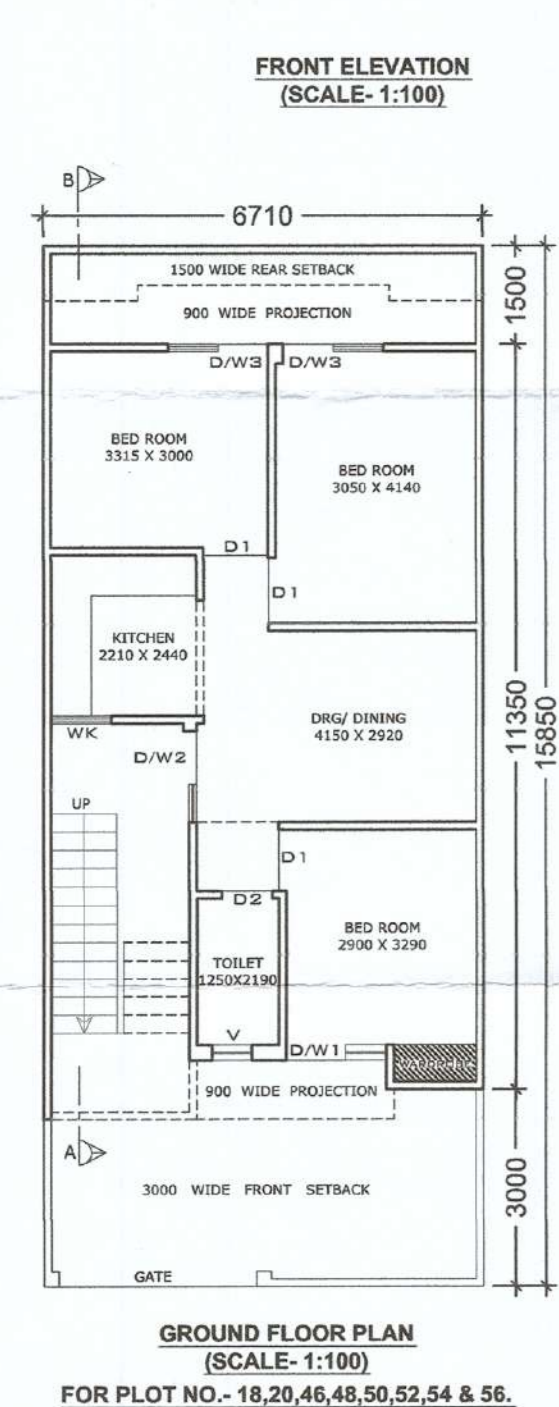 FRONT ELEVATION
(SCALE- 1:100)
B
6710
1500 WIDE REAR SETBACK
900 WIDE PROJECTION
1500
D/W3
D/W3
BED ROOM
3315 X 3000
BED ROOM
3050 X 4140
D1
D1
KITCHEN
2210 X 2440
DRG/ DINING
4150 X 2920
11350
15850
WK
D/W2
UP
D1
D2
BED ROOM
2900 X 3290
TOILET
1250X2190
V
D/W1
900 WIDE PROJECTION
A
3000 WIDE FRONT SETBACK
3000
GATE
GROUND FLOOR PLAN
(SCALE- 1:100)
FOR PLOT NO.- 18,20,46,48,50,52,54 & 56.